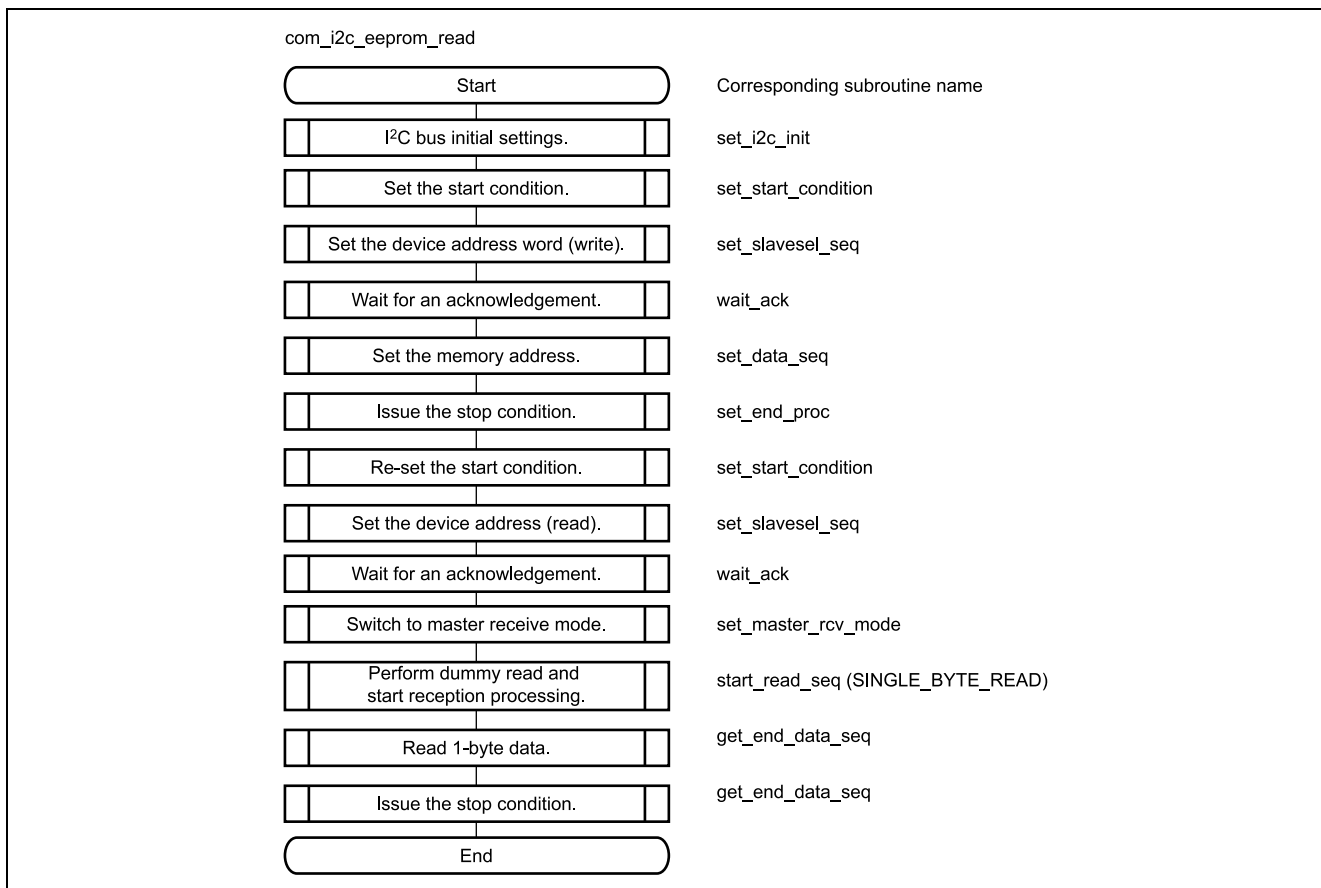 com_i2c_eeprom_read
Start
Corresponding subroutine name
I²C bus initial settings.
set_i2c_init
Set the start condition.
set_start_condition
Set the device address word (write).
set_slavesel_seq
Wait for an acknowledgement.
wait_ack
Set the memory address.
set_data_seq
Issue the stop condition.
set_end_proc
Re-set the start condition.
set_start_condition
Set the device address (read).
set_slavesel_seq
Wait for an acknowledgement.
wait_ack
Switch to master receive mode.
set_master_rcv_mode
Perform dummy read and
start reception processing.
start_read_seq (SINGLE_BYTE_READ)
Read 1-byte data.
get_end_data_seq
Issue the stop condition.
get_end_data_seq
End